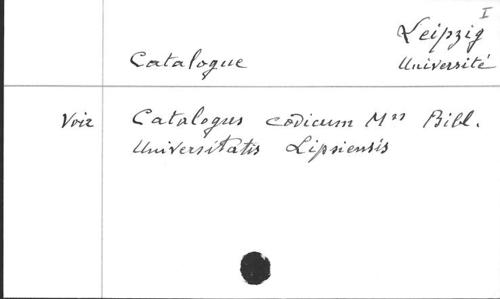 I
Leipzig
Catalogue Université
Voir Catalogus codicum Mss Bibl.
Universitatis Lipsiensis